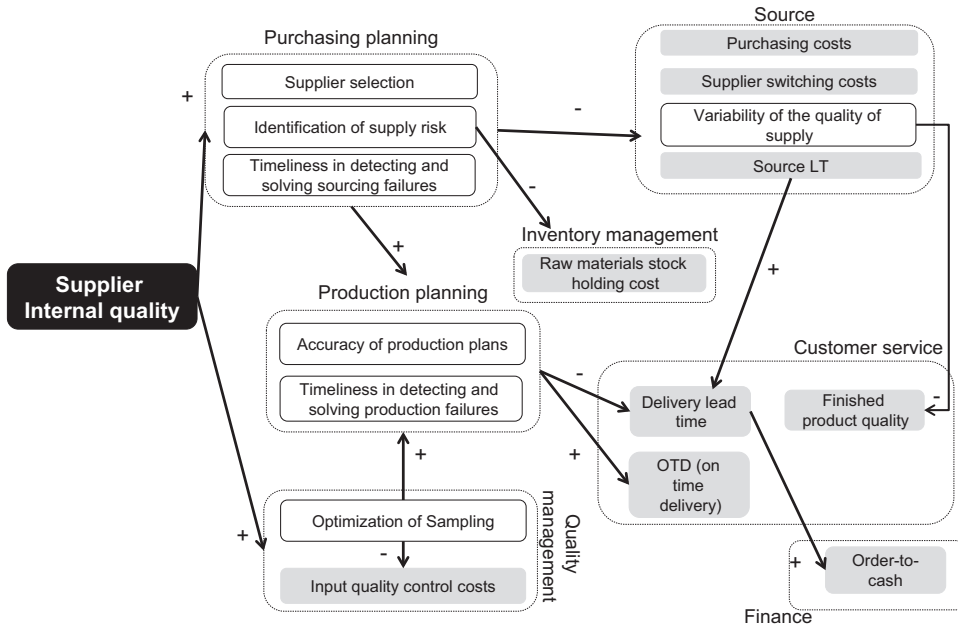 Source
Purchasing costs
Supplier switching costs
Variability of the quality of
supply
Source LT
Purchasing planning
Supplier selection
Identification of supply risk
Timeliness in detecting and
solving sourcing failures
+
-
-
+
+
Inventory management
Raw materials stock
holding cost
Supplier
Internal quality
Production planning
Accuracy of production plans
Timeliness in detecting and
solving production failures
-
+
+
+
Customer service
Delivery lead
time
Finished
product quality
-
OTD (on
time
delivery)
Quality
management
Optimization of Sampling
-
Input quality control costs
+
Order-to-
cash
Finance